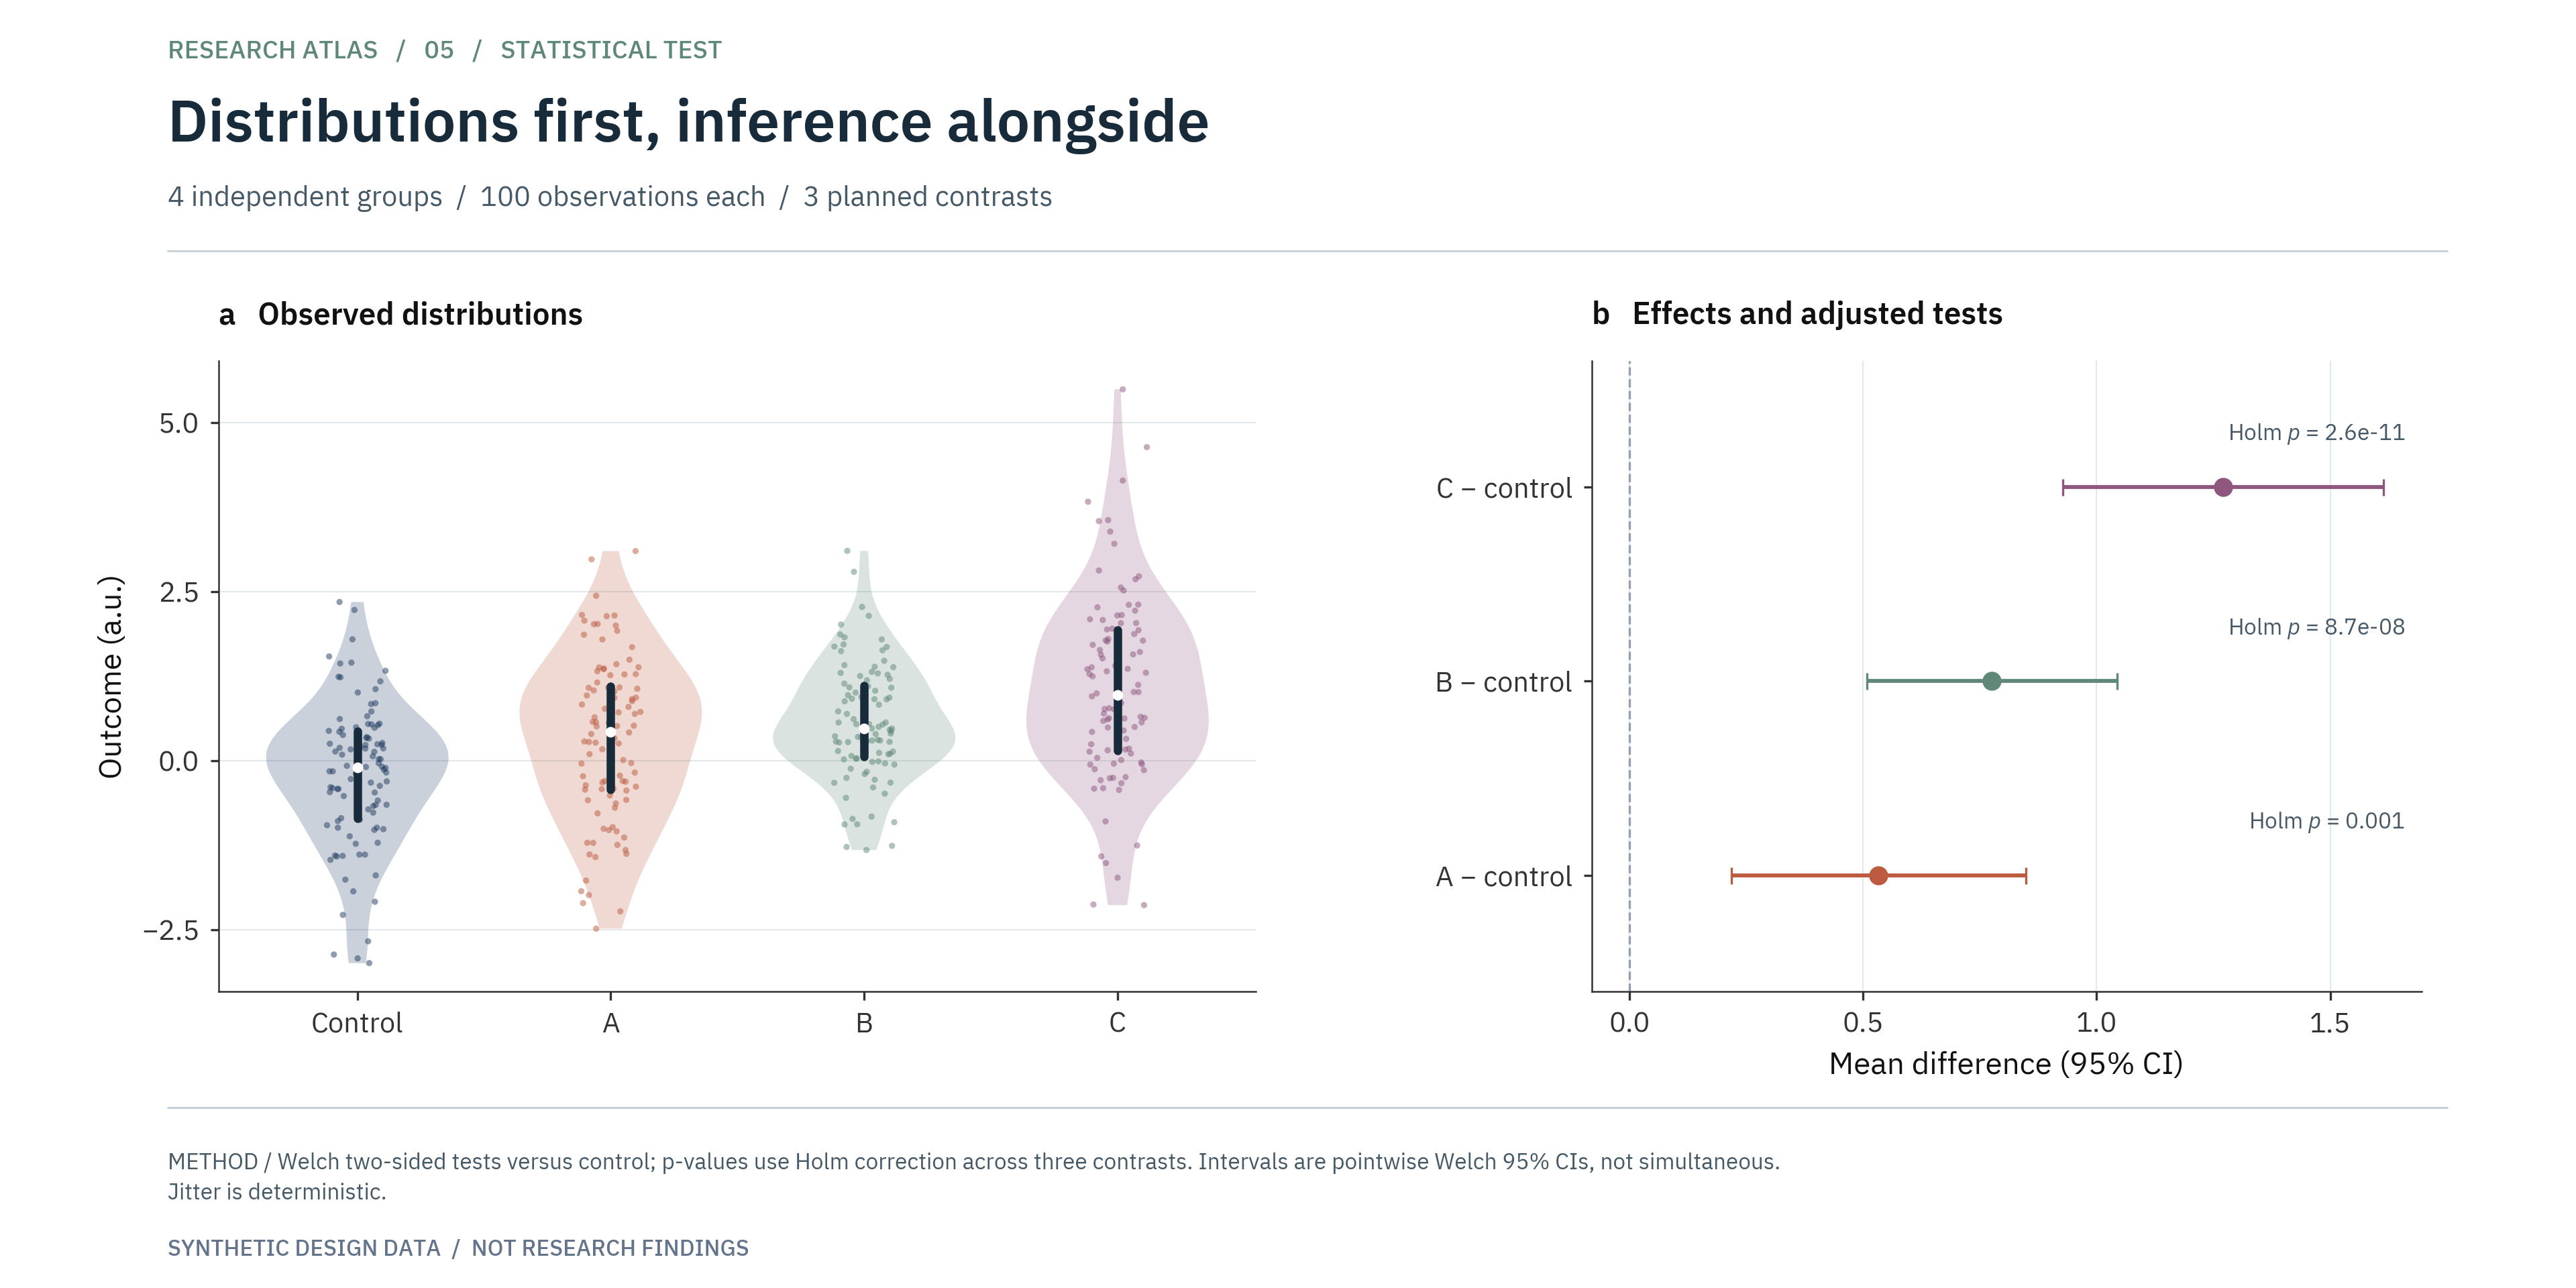 RESEARCH ATLAS / 05 / STATISTICAL TEST
Distributions first, inference alongside
4 independent groups / 100 observations each / 3 planned contrasts
a Observed distributions
5.0
2.5
0.0
−2.5
Outcome (a.u.)
Control
A
B
C
b Effects and adjusted tests
Holm p = 2.6e-11
C – control
Holm p = 8.7e-08
B – control
Holm p = 0.001
A – control
0.0
0.5
1.0
1.5
Mean difference (95% CI)
METHOD / Welch two-sided tests versus control; p-values use Holm correction across three contrasts. Intervals are pointwise Welch 95% CIs, not simultaneous.
Jitter is deterministic.
SYNTHETIC DESIGN DATA / NOT RESEARCH FINDINGS